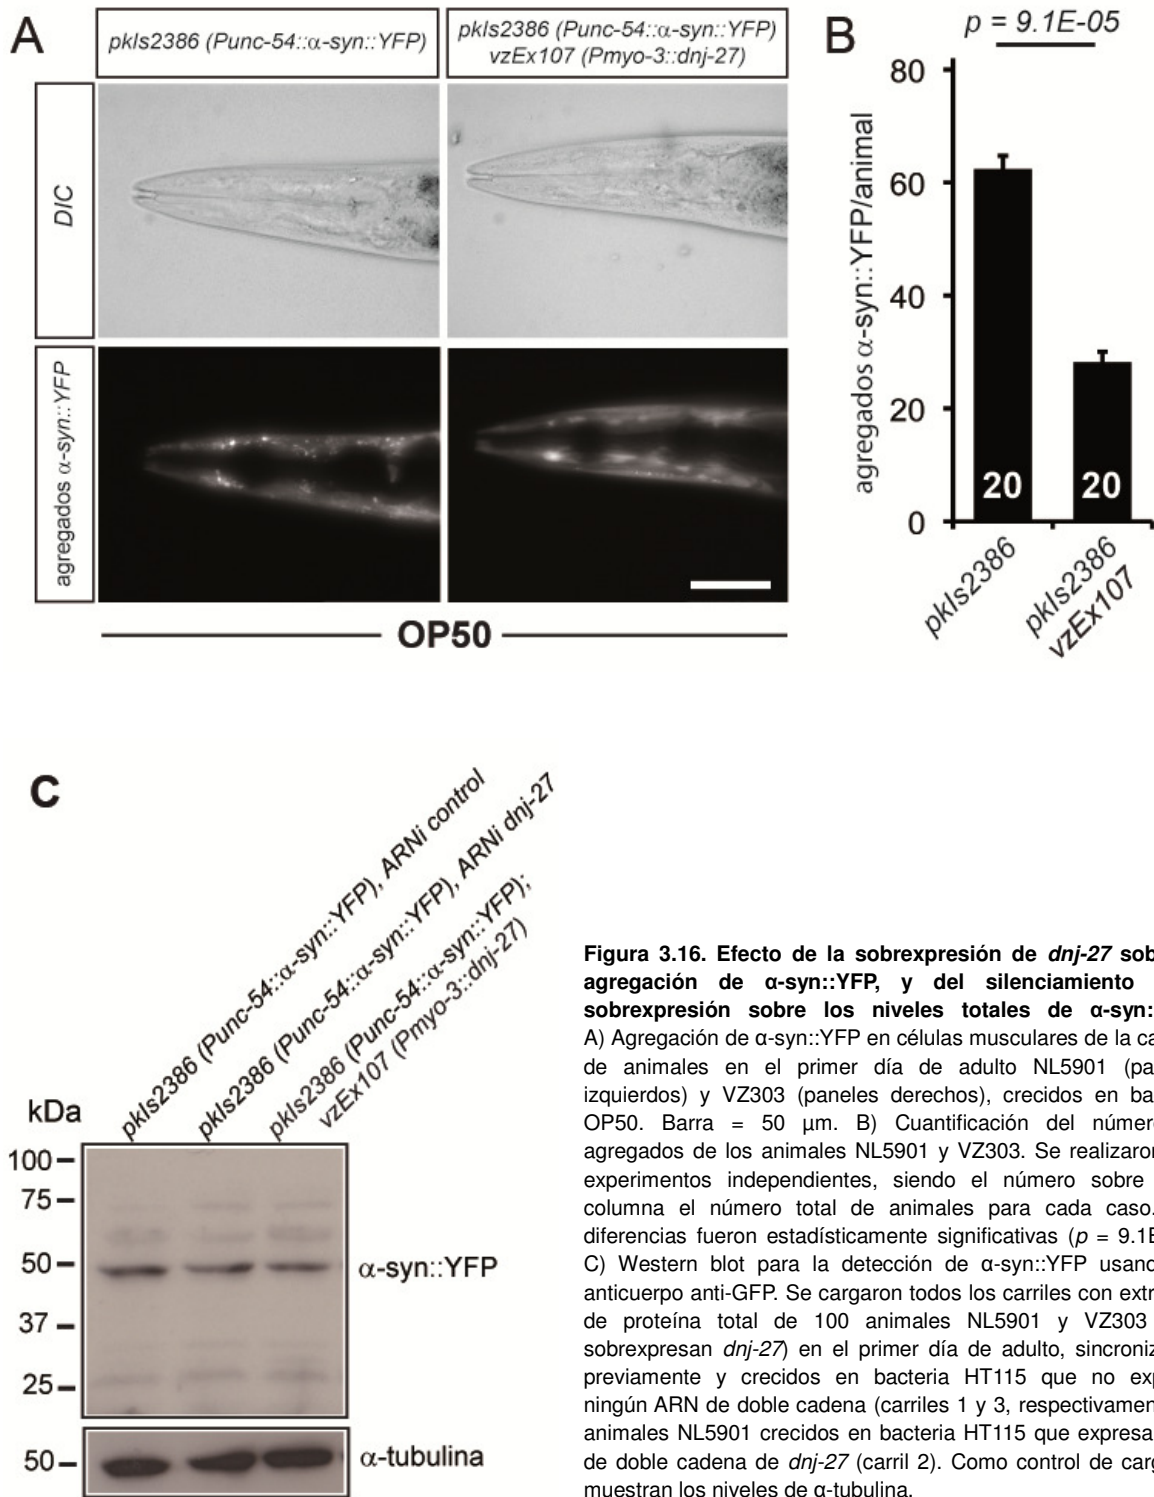 A
pkIs2386 (Punc-54::α-syn::YFP)
pkIs2386 (Punc-54::α-syn::YFP)
vzEx107 (Pmyo-3::dnj-27)
DIC
agregados α-syn::YFP
OP50
B
p = 9.1E-05
agregados α-syn::YFP/animal
80
60
40
20
0
20
20
pkIs2386
pkIs2386
vzEx107
C
pkIs2386 (Punc-54::α-syn::YFP), ARNi control
pkIs2386 (Punc-54::α-syn::YFP), ARNi dnj-27
pkIs2386 (Punc-54::α-syn::YFP);
vzEx107 (Pmyo-3::dnj-27)
kDa
100
75
50
37
25
50
α-syn::YFP
α-tubulina
Figura 3.16. Efecto de la sobrexpresión de dnj-27 sob
agregación de α-syn::YFP, y del silenciamiento
sobrexpresión sobre los niveles totales de α-syn::
A) Agregación de α-syn::YFP en células musculares de la ca
de animales en el primer día de adulto NL5901 (pa
izquierdos) y VZ303 (paneles derechos), crecidos en ba
OP50. Barra = 50 µm. B) Cuantificación del número
agregados de los animales NL5901 y VZ303. Se realizaron
experimentos independientes, siendo el número sobre
columna el número total de animales para cada caso.
diferencias fueron estadísticamente significativas (p = 9.1E
C) Western blot para la detección de α-syn::YFP usand
anticuerpo anti-GFP. Se cargaron todos los carriles con extr
de proteína total de 100 animales NL5901 y VZ303
sobrexpresan dnj-27) en el primer día de adulto, sincroniz
previamente y crecidos en bacteria HT115 que no exp
ningún ARN de doble cadena (carriles 1 y 3, respectivamen
animales NL5901 crecidos en bacteria HT115 que expresa
de doble cadena de dnj-27 (carril 2). Como control de carg
muestran los niveles de α-tubulina.